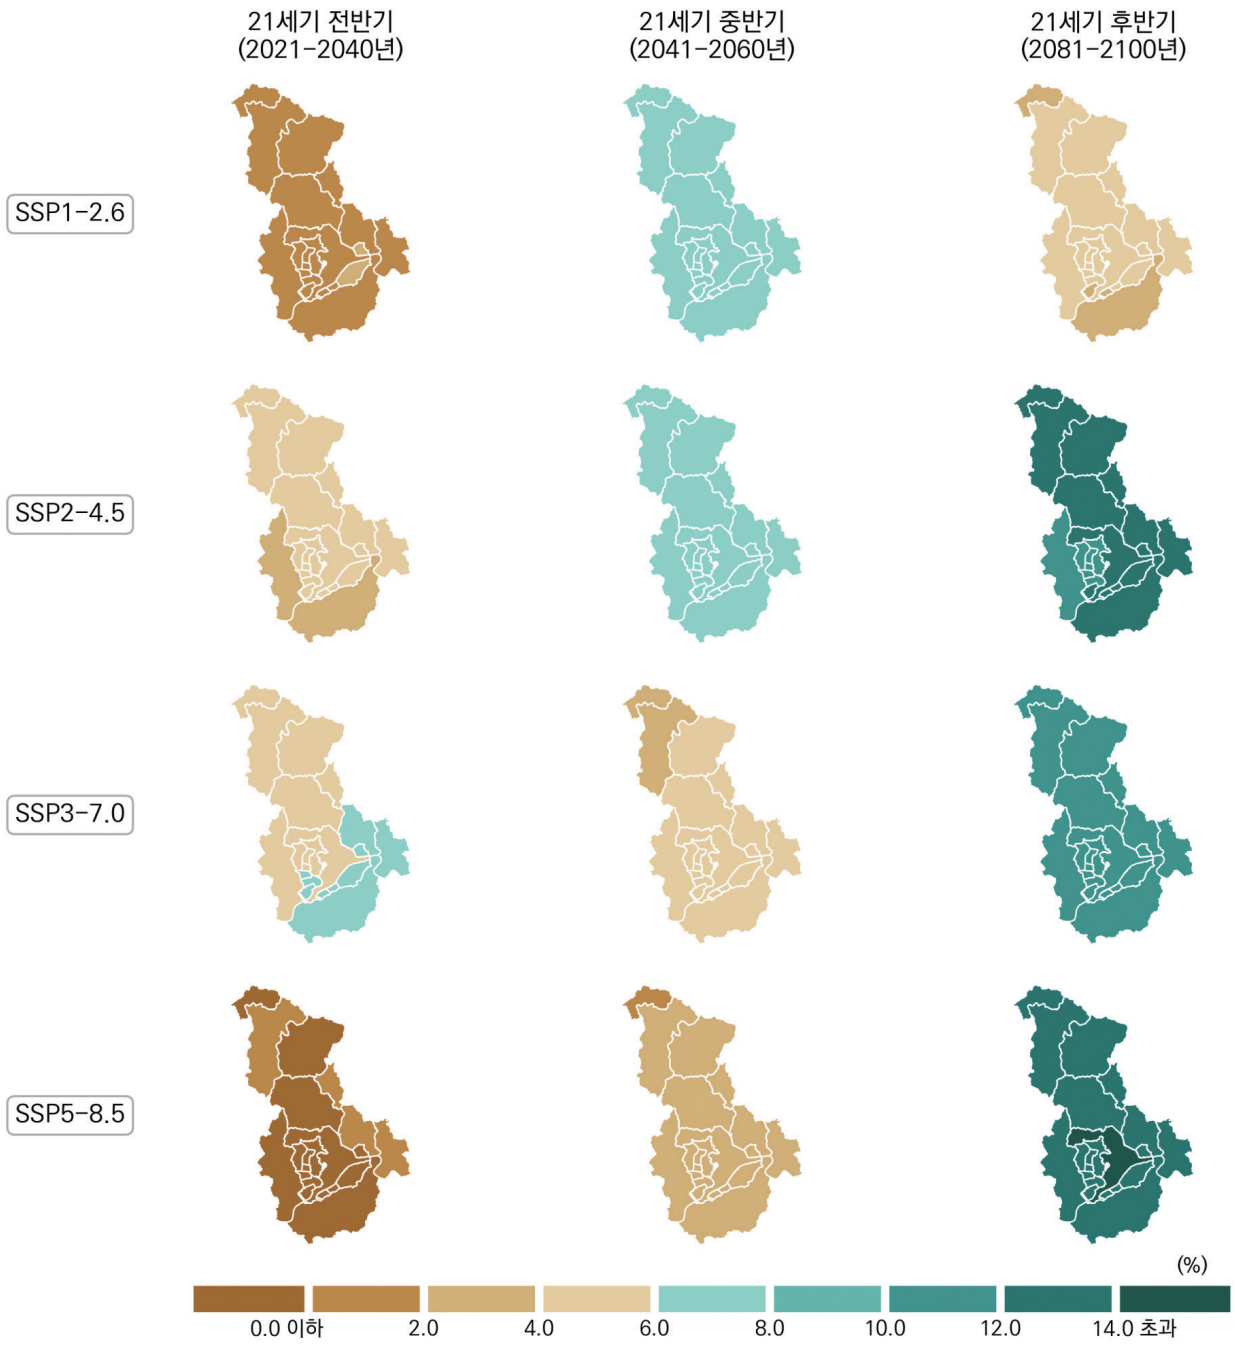 21세기 전반기
(2021-2040년)
21세기 중반기
(2041-2060년)
21세기 후반기
(2081-2100년)
SSP1-2.6
SSP2-4.5
SSP3-7.0
SSP5-8.5
(%)
0.0 이하 2.0 4.0 6.0 8.0 10.0 12.0 14.0 초과